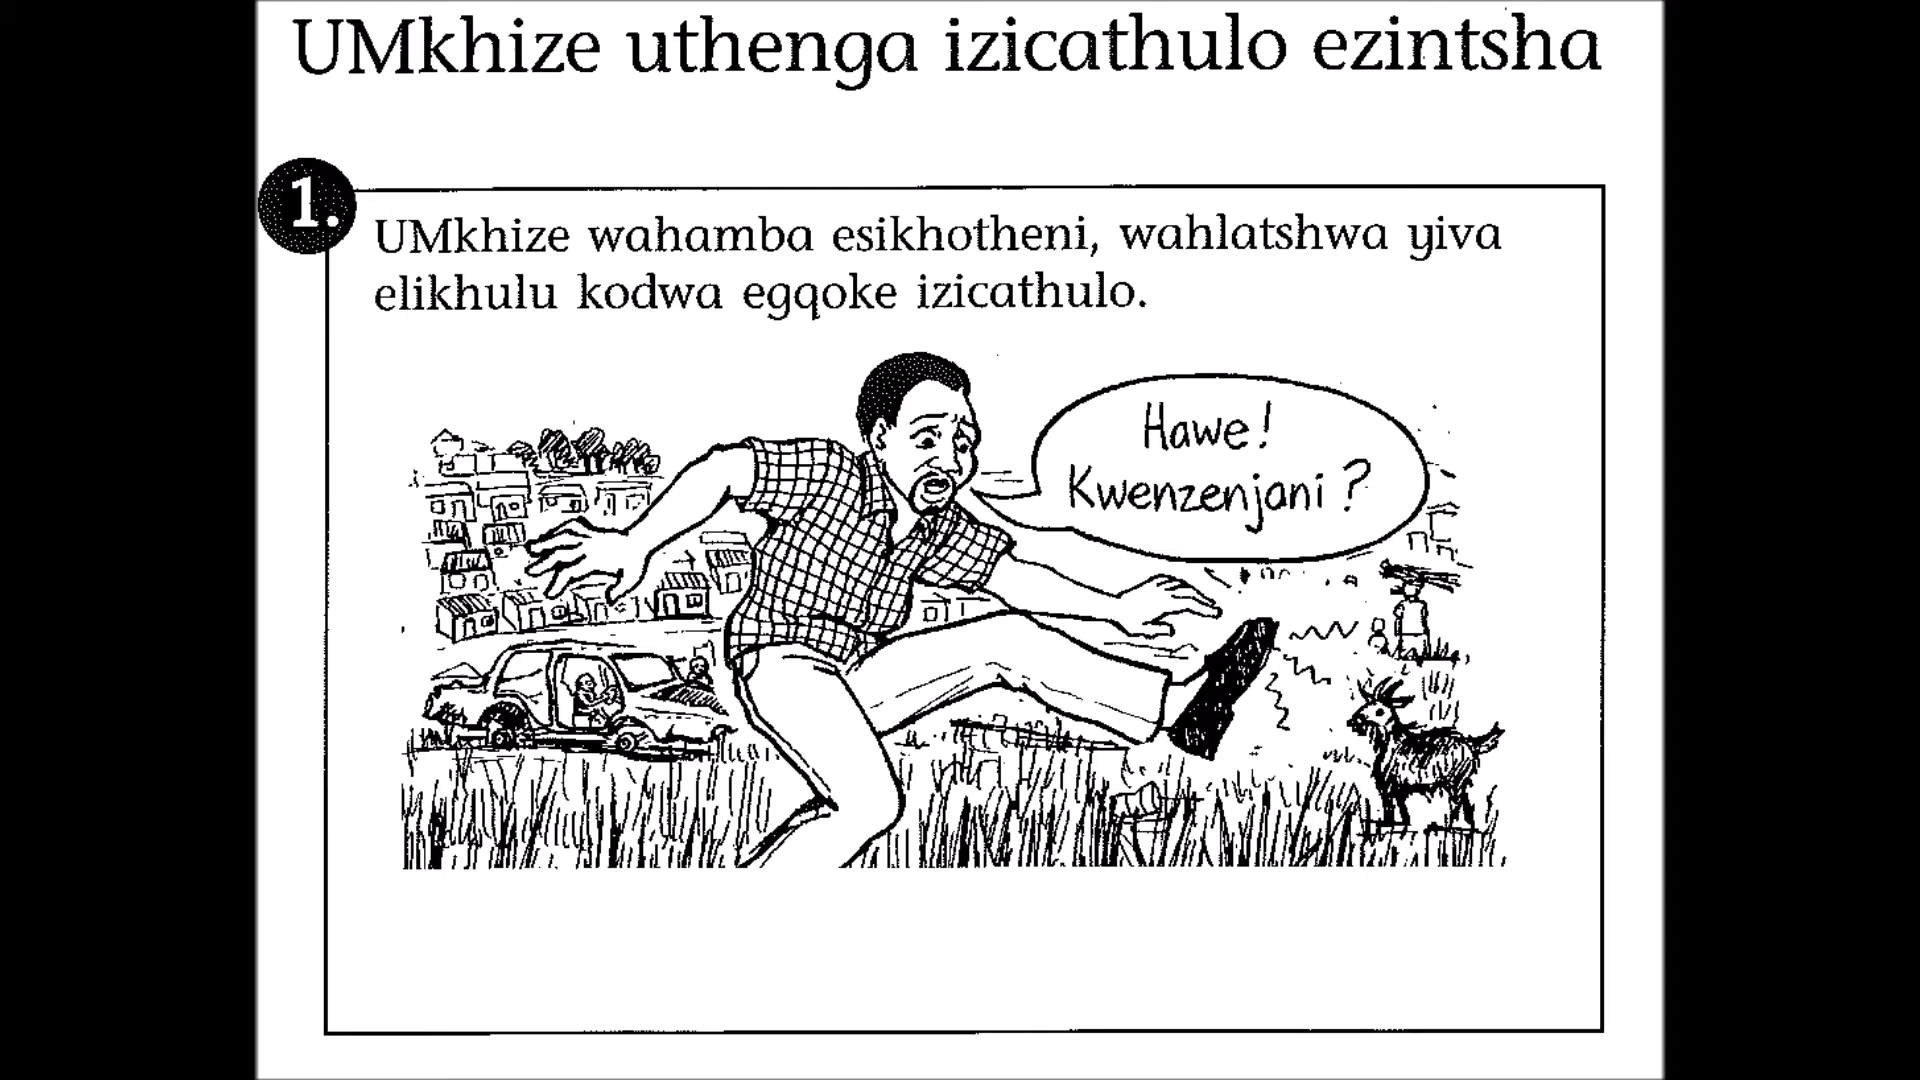 UMkhize uthenga izicathulo ezintsha
1.
UMkhize wahamba esikhotheni, wahlatshwa yiva
elikhulu kodwa egqoke izicathulo.
Hawe!
Kwenzenjani?